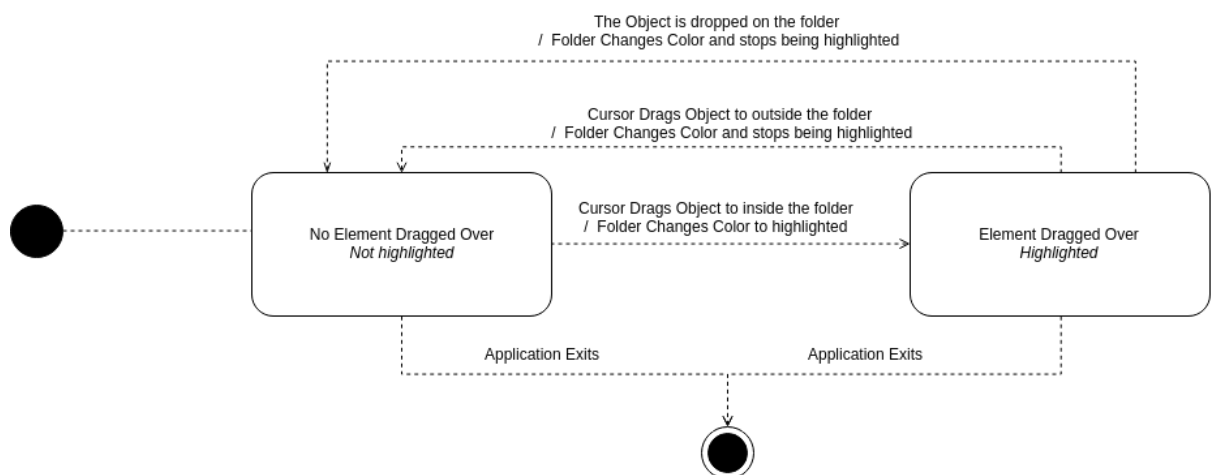 The Object is dropped on the folder
/ Folder Changes Color and stops being highlighted
Cursor Drags Object to outside the folder
/ Folder Changes Color and stops being highlighted
Cursor Drags Object to inside the folder
/ Folder Changes Color to highlighted
No Element Dragged Over
Not highlighted
Element Dragged Over
Highlighted
Application Exits
Application Exits